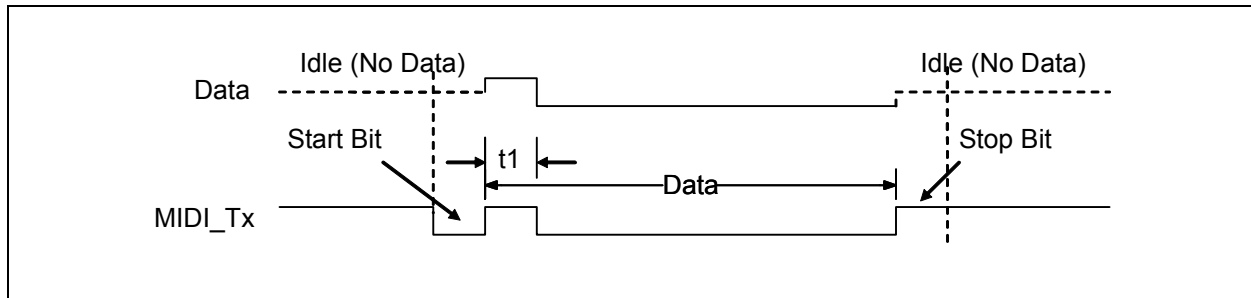 Idle (No Data)
Idle (No Data)
Data
Start Bit
t1
Stop Bit
Data
MIDI_Tx